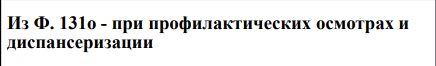 Из Ф. 131о - при профилактических осмотрах и
диспансеризации